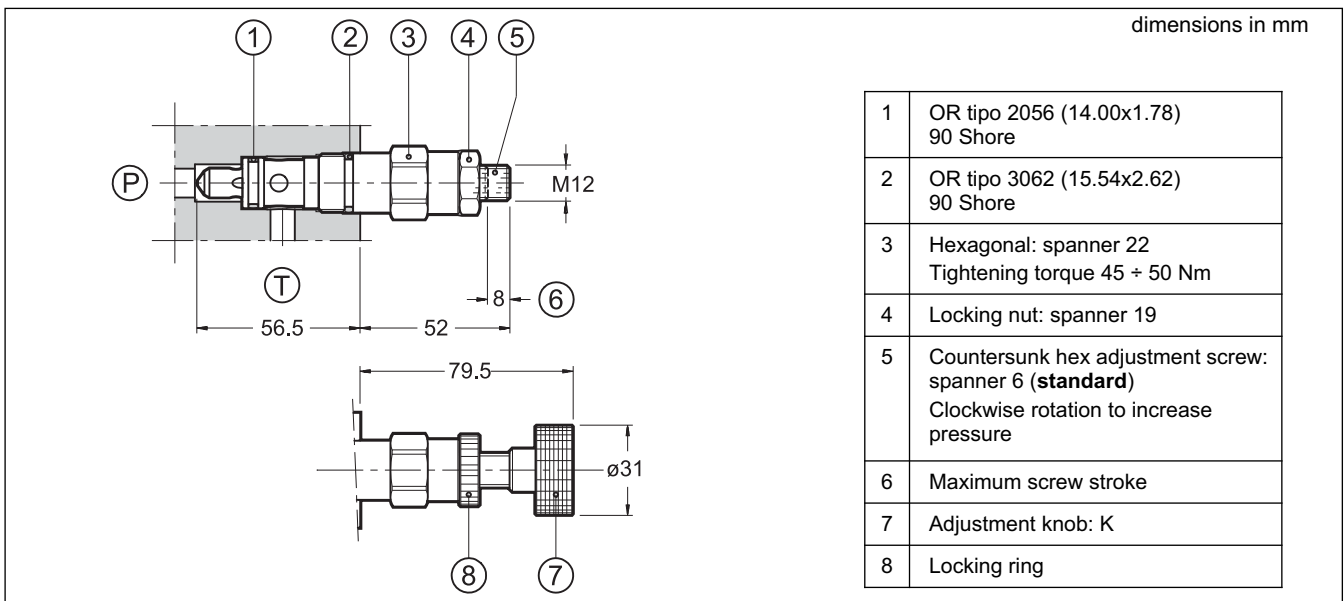 dimensions in mm
1 2 3 4 5
P
M12
T
8 6
56.5 52
79.5
ø31
8 7
1 OR tipo 2056 (14.00x1.78)
90 Shore
2 OR tipo 3062 (15.54x2.62)
90 Shore
3 Hexagonal: spanner 22
Tightening torque 45 ÷ 50 Nm
4 Locking nut: spanner 19
5 Countersunk hex adjustment screw:
spanner 6 (standard)
Clockwise rotation to increase
pressure
6 Maximum screw stroke
7 Adjustment knob: K
8 Locking ring